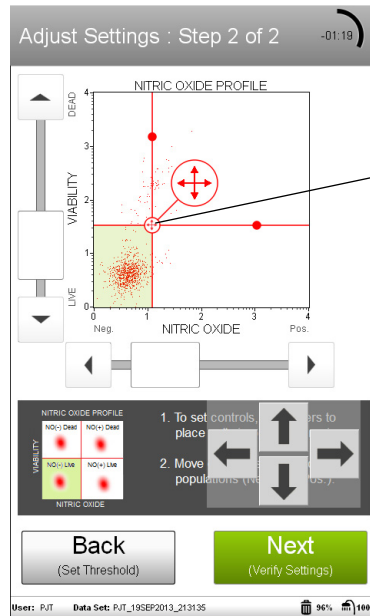 Adjust Settings : Step 2 of 2
-01:19
NITRIC OXIDE PROFILE
DEAD
VIABILITY
LIVE
4
3
2
1
0
0 1 2 3 4
Neg. NITRIC OXIDE Pos.
NITRIC OXIDE PROFILE
VIABILITY
NO(-) Dead NO(+) Dead
NO(-) Live NO(+) Live
NITRIC OXIDE
1. To set controls, ers to
place
2. Move
populations (Ne os.).
Back
(Set Threshold)
Next
(Verify Settings)
User: PJT Data Set: PJT_19SEP2013_213135 96% 100